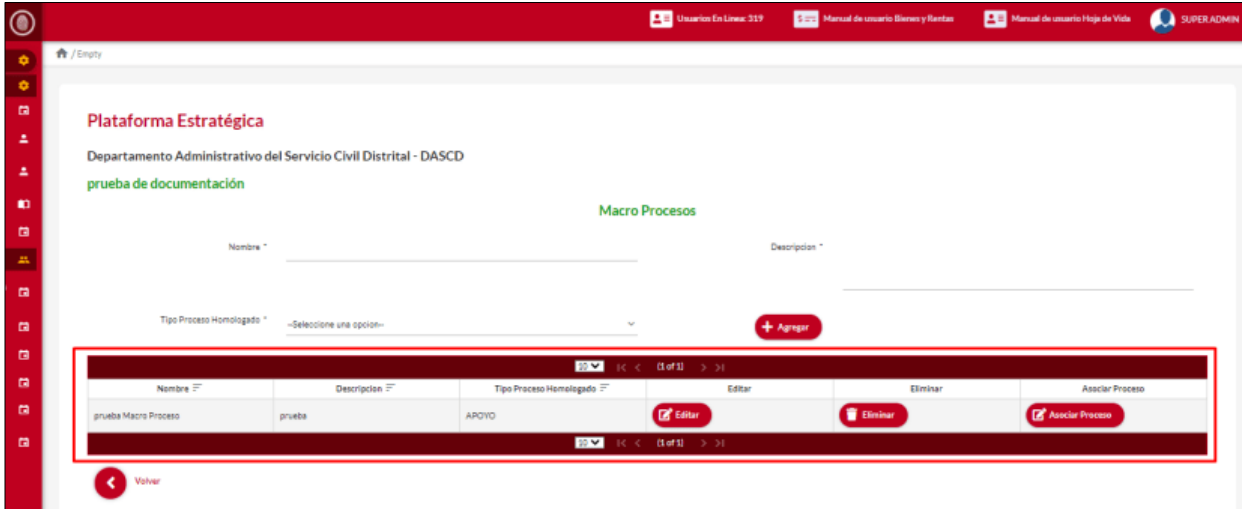 Usuarios En Linea: 319 Manual de usuario Bienes y Rentas Manual de usuario Hoja de Vida SUPER.ADMIN
/ Empty
Plataforma Estratégica
Departamento Administrativo del Servicio Civil Distrital - DASCD
prueba de documentación
Macro Procesos
Nombre * Descripcion *
Tipo Proceso Homologado * --Seleccione una opcion-- Agregar
10 (1 of 1)
Nombre Descripcion Tipo Proceso Homologado Editar Eliminar Asociar Proceso
prueba Macro Proceso prueba APOYO Editar Eliminar Asociar Proceso
10 (1 of 1)
Volver